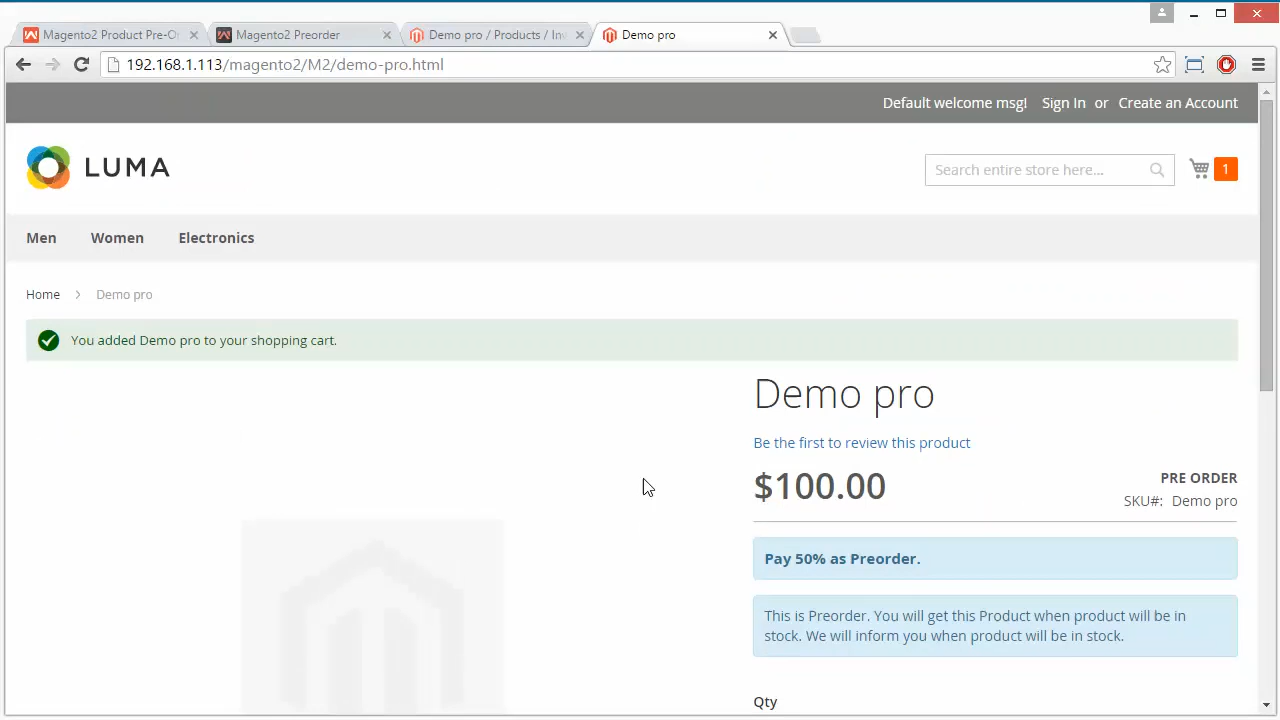 Magento2 Product Pre-O
Magento2 Preorder
Demo pro / Products / In
Demo pro
192.168.1.113/magento2/M2/demo-pro.html
Default welcome msg! Sign In or Create an Account
LUMA
Search entire store here...
1
Men Women Electronics
Home Demo pro
You added Demo pro to your shopping cart.
Demo pro
Be the first to review this product
$100.00
PRE ORDER
SKU#: Demo pro
Pay 50% as Preorder.
This is Preorder. You will get this Product when product will be in
stock. We will inform you when product will be in stock.
Qty